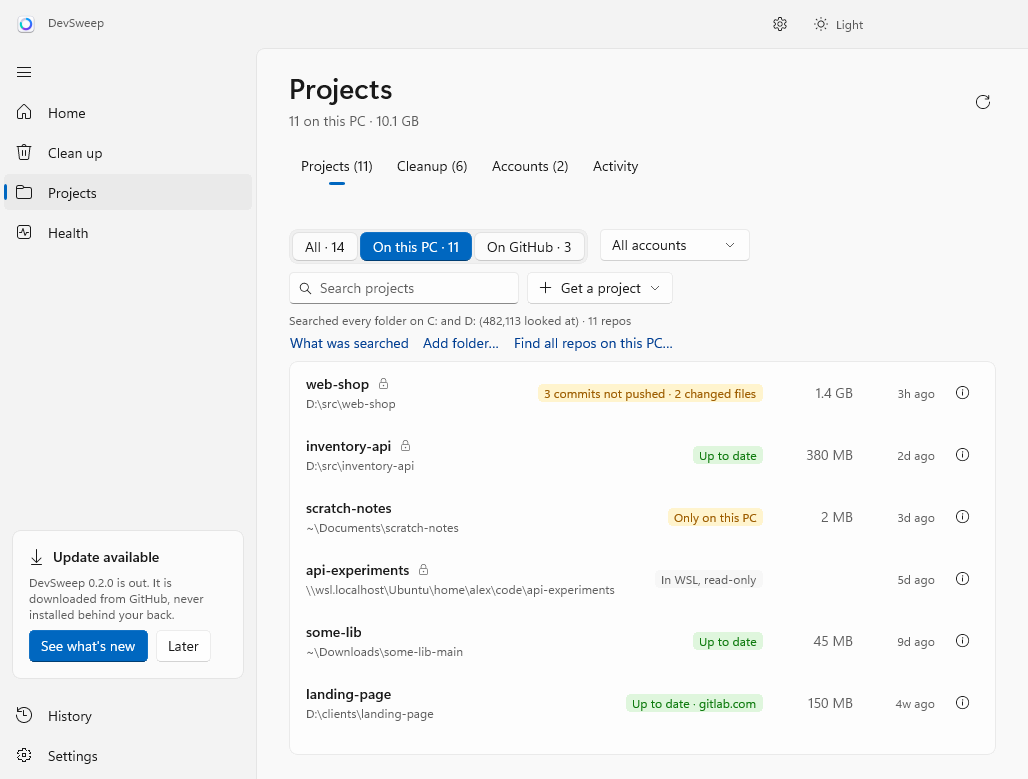 DevSweep
Light
Home
Clean up
Projects
Health
Update available
DevSweep 0.2.0 is out. It is
downloaded from GitHub, never
installed behind your back.
See what's new
Later
History
Settings
Projects
11 on this PC · 10.1 GB
Projects (11)
Cleanup (6)
Accounts (2)
Activity
All · 14
On this PC · 11
On GitHub · 3
All accounts
Search projects
Get a project
Searched every folder on C: and D: (482,113 looked at) · 11 repos
What was searched
Add folder...
Find all repos on this PC...
web-shop
D:\src\web-shop
3 commits not pushed · 2 changed files
1.4 GB
3h ago
inventory-api
D:\src\inventory-api
Up to date
380 MB
2d ago
scratch-notes
~\Documents\scratch-notes
Only on this PC
2 MB
3d ago
api-experiments
\\wsl.localhost\Ubuntu\home\alex\code\api-experiments
In WSL, read-only
5d ago
some-lib
~\Downloads\some-lib-main
Up to date
45 MB
9d ago
landing-page
D:\clients\landing-page
Up to date · gitlab.com
150 MB
4w ago